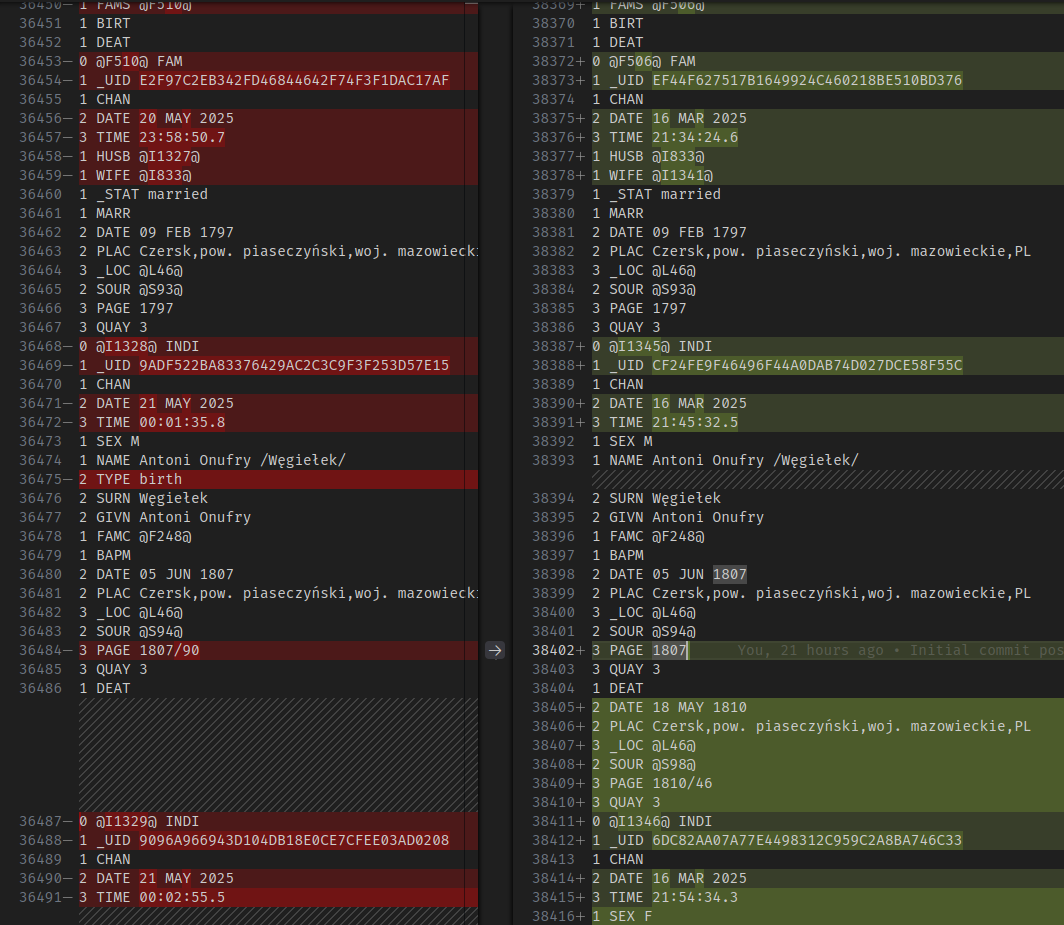 36450— 1 FAMS @F510@
36451 1 BIRT
36452 1 DEAT
36453— 0 @F510@ FAM
36454— 1 _UID E2F97C2EB342FD46844642F74F3F1DAC17AF
36455 1 CHAN
36456— 2 DATE 20 MAY 2025
36457— 3 TIME 23:58:50.7
36458— 1 HUSB @I1327@
36459— 1 WIFE @I833@
36460 1 _STAT married
36461 1 MARR
36462 2 DATE 09 FEB 1797
36463 2 PLAC Czersk,pow. piaseczyński,woj. mazowiecki
36464 3 _LOC @L46@
36465 2 SOUR @S93@
36466 3 PAGE 1797
36467 3 QUAY 3
36468— 0 @I1328@ INDI
36469— 1 _UID 9ADF522BA83376429AC2C3C9F3F253D57E15
36470 1 CHAN
36471— 2 DATE 21 MAY 2025
36472— 3 TIME 00:01:35.8
36473 1 SEX M
36474 1 NAME Antoni Onufry /Węgiełek/
36475— 2 TYPE birth
36476 2 SURN Węgiełek
36477 2 GIVN Antoni Onufry
36478 1 FAMC @F248@
36479 1 BAPM
36480 2 DATE 05 JUN 1807
36481 2 PLAC Czersk,pow. piaseczyński,woj. mazowiecki
36482 3 _LOC @L46@
36483 2 SOUR @S94@
36484— 3 PAGE 1807/90
36485 3 QUAY 3
36486 1 DEAT
36487— 0 @I1329@ INDI
36488— 1 _UID 9096A966943D104DB18E0CE7CFEE03AD0208
36489 1 CHAN
36490— 2 DATE 21 MAY 2025
36491— 3 TIME 00:02:55.5
38369+ 1 FAMS @F506@
38370 1 BIRT
38371 1 DEAT
38372+ 0 @F506@ FAM
38373+ 1 _UID EF44F627517B1649924C460218BE510BD376
38374 1 CHAN
38375+ 2 DATE 16 MAR 2025
38376+ 3 TIME 21:34:24.6
38377+ 1 HUSB @I833@
38378+ 1 WIFE @I1341@
38379 1 _STAT married
38380 1 MARR
38381 2 DATE 09 FEB 1797
38382 2 PLAC Czersk,pow. piaseczyński,woj. mazowieckie,PL
38383 3 _LOC @L46@
38384 2 SOUR @S93@
38385 3 PAGE 1797
38386 3 QUAY 3
38387+ 0 @I1345@ INDI
38388+ 1 _UID CF24FE9F46496F44A0DAB74D027DCE58F55C
38389 1 CHAN
38390+ 2 DATE 16 MAR 2025
38391+ 3 TIME 21:45:32.5
38392 1 SEX M
38393 1 NAME Antoni Onufry /Węgiełek/
38394 2 SURN Węgiełek
38395 2 GIVN Antoni Onufry
38396 1 FAMC @F248@
38397 1 BAPM
38398 2 DATE 05 JUN 1807
38399 2 PLAC Czersk,pow. piaseczyński,woj. mazowieckie,PL
38400 3 _LOC @L46@
38401 2 SOUR @S94@
38402+ 3 PAGE 1807 You, 21 hours ago • Initial commit pos
38403 3 QUAY 3
38404 1 DEAT
38405+ 2 DATE 18 MAY 1810
38406+ 2 PLAC Czersk,pow. piaseczyński,woj. mazowieckie,PL
38407+ 3 _LOC @L46@
38408+ 2 SOUR @S98@
38409+ 3 PAGE 1810/46
38410+ 3 QUAY 3
38411+ 0 @I1346@ INDI
38412+ 1 _UID 6DC82AA07A77E4498312C959C2A8BA746C33
38413 1 CHAN
38414+ 2 DATE 16 MAR 2025
38415+ 3 TIME 21:54:34.3
38416+ 1 SEX F